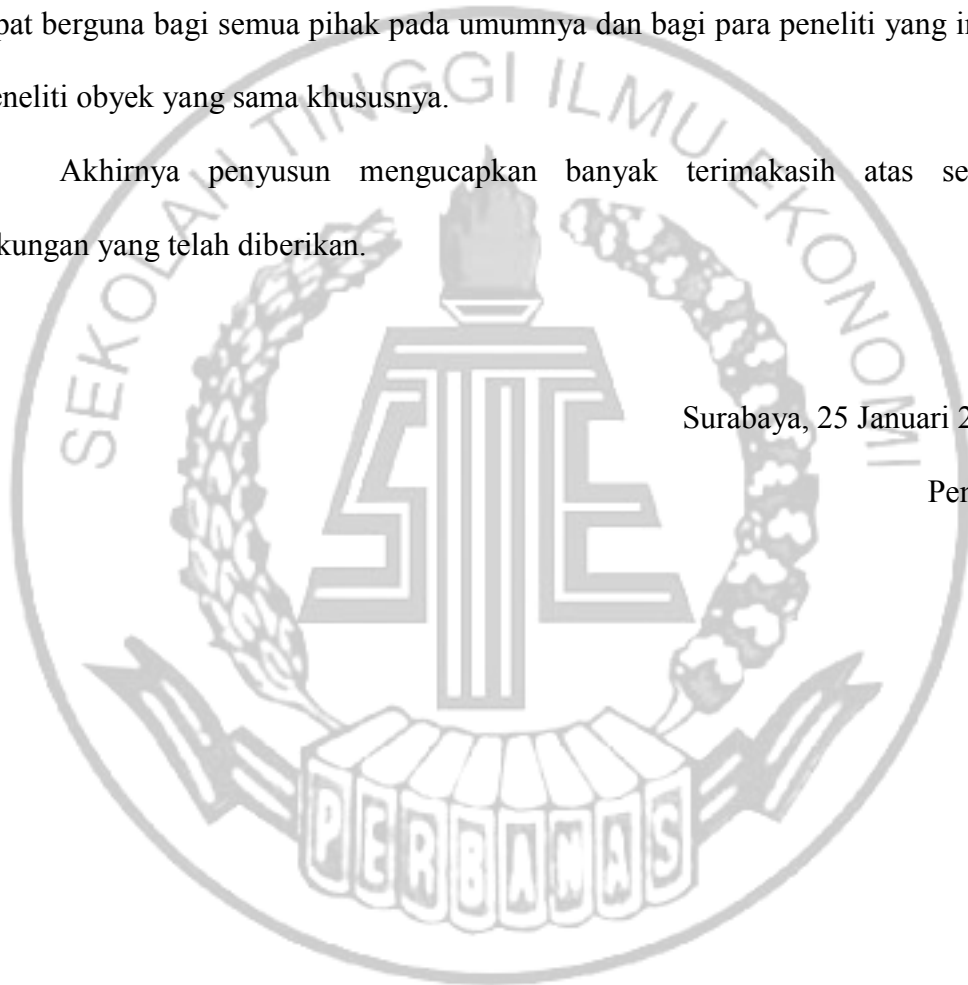 pat berguna bagi semua pihak pada umumnya dan bagi para peneliti yang in
eneliti obyek yang sama khususnya.
Akhirnya penyusun mengucapkan banyak terimakasih atas se
kungan yang telah diberikan.
Surabaya, 25 Januari 2
Pen
SEKOLAH TINGGI ILMU EKONOMI
STIE
PERBANAS